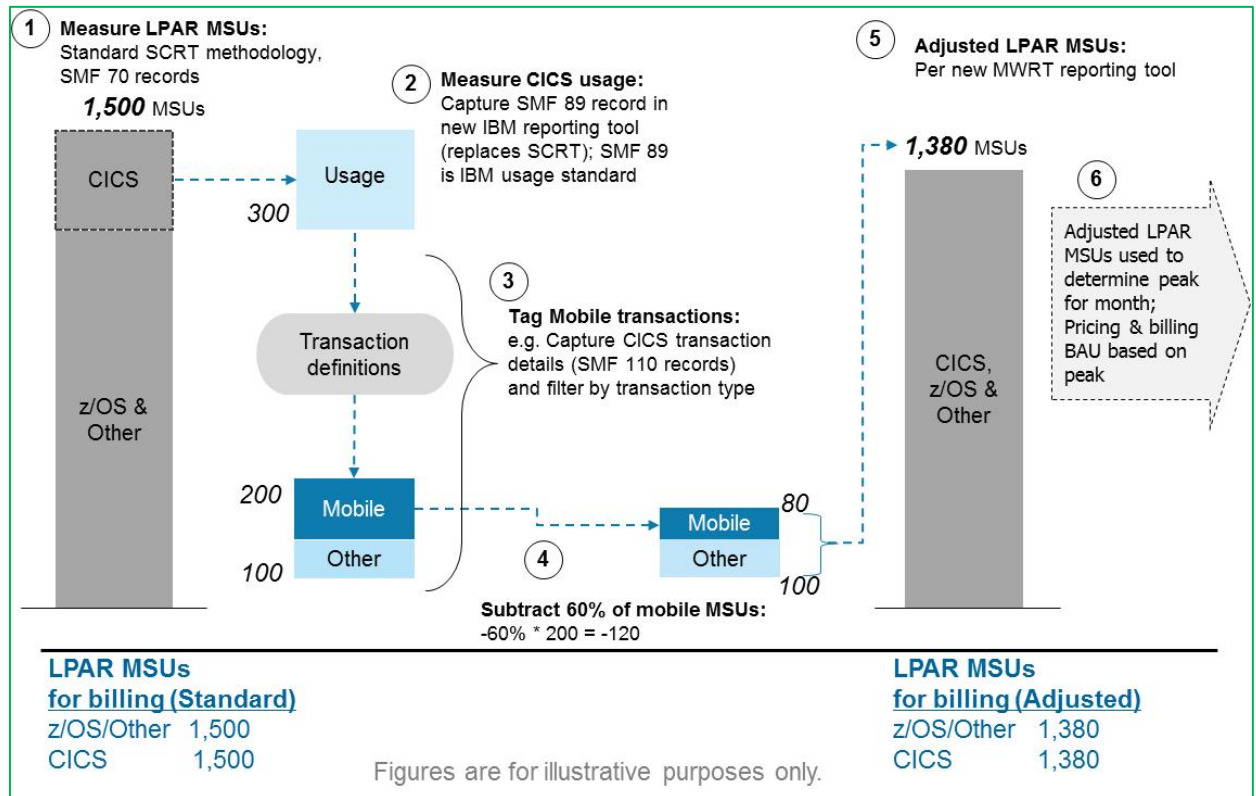 1
Measure LPAR MSUs:
Standard SCRT methodology,
SMF 70 records
1,500 MSUs
CICS
z/OS &
Other
2
Measure CICS usage:
Capture SMF 89 record in
new IBM reporting tool
(replaces SCRT); SMF 89
is IBM usage standard
Usage
300
Transaction
definitions
3
Tag Mobile transactions:
e.g. Capture CICS transaction
details (SMF 110 records)
and filter by transaction type
200
Mobile
Other
100
4
Subtract 60% of mobile MSUs:
-60% * 200 = -120
80
Mobile
Other
100
5
Adjusted LPAR MSUs:
Per new MWRT reporting tool
1,380 MSUs
CICS,
z/OS &
Other
6
Adjusted LPAR
MSUs used to
determine peak
for month;
Pricing & billing
BAU based on
peak
LPAR MSUs
for billing (Standard)
z/OS/Other 1,500
CICS 1,500
LPAR MSUs
for billing (Adjusted)
z/OS/Other 1,380
CICS 1,380
Figures are for illustrative purposes only.